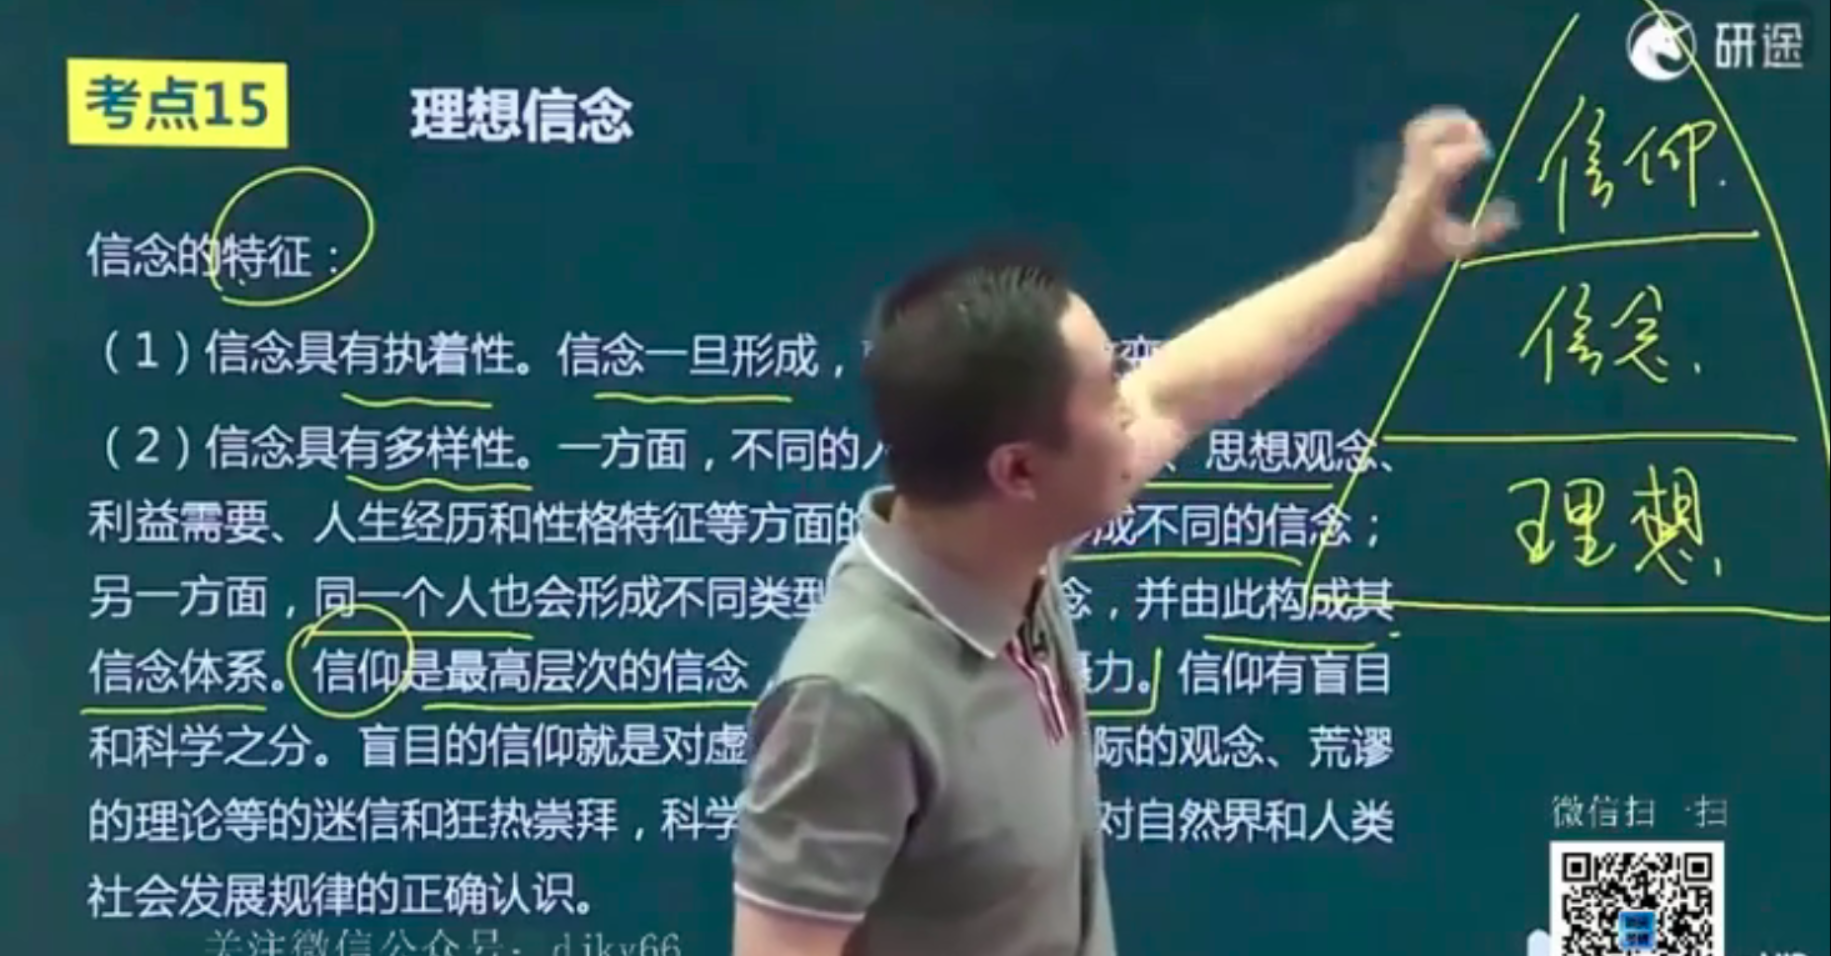 研途
考点15 理想信念
信仰
信念的特征：
信念
（1）信念具有执着性。信念一旦形成，变
（2）信念具有多样性。一方面，不同的人、思想观念、
利益需要、人生经历和性格特征等方面的成不同的信念；
理想
另一方面，同一个人也会形成不同类型念，并由此构成其
信念体系。信仰是最高层次的信念力。信仰有盲目
和科学之分。盲目的信仰就是对虚际的观念、荒谬
的理论等的迷信和狂热崇拜，科学对自然界和人类
微信扫一扫
社会发展规律的正确认识。
关注微信公众号：djky66